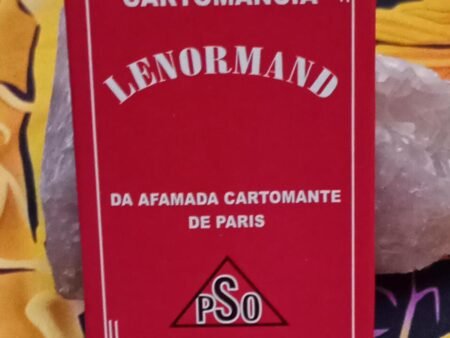 CARTOMANCIA
LENORMAND
DA AFAMADA CARTOMANTE
DE PARIS
PSO